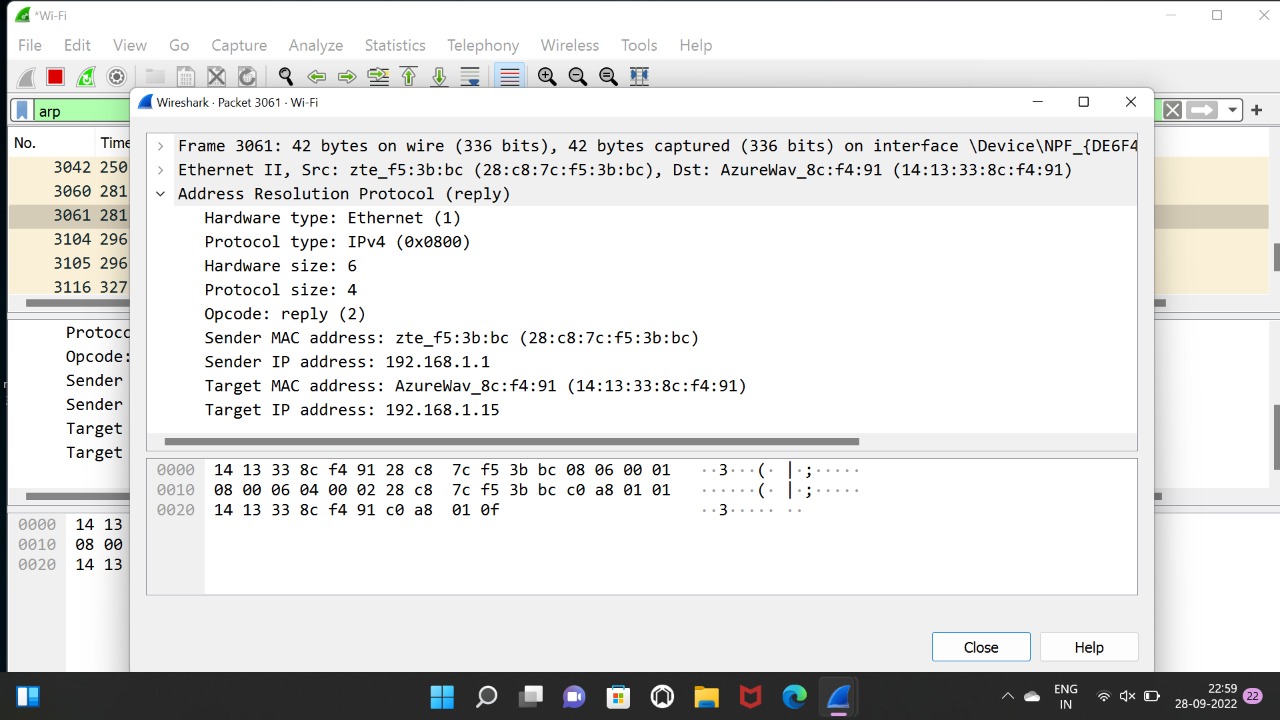 *Wi-Fi
File Edit View Go Capture Analyze Statistics Telephony Wireless Tools Help
arp
Wireshark · Packet 3061 · Wi-Fi
No. Time
3042 250
3060 281
3061 281
3104 296
3105 296
3116 327
Frame 3061: 42 bytes on wire (336 bits), 42 bytes captured (336 bits) on interface \Device\NPF_{DE6F4
Ethernet II, Src: zte_f5:3b:bc (28:c8:7c:f5:3b:bc), Dst: AzureWav_8c:f4:91 (14:13:33:8c:f4:91)
Address Resolution Protocol (reply)
Hardware type: Ethernet (1)
Protocol type: IPv4 (0x0800)
Hardware size: 6
Protocol size: 4
Opcode: reply (2)
Sender MAC address: zte_f5:3b:bc (28:c8:7c:f5:3b:bc)
Sender IP address: 192.168.1.1
Target MAC address: AzureWav_8c:f4:91 (14:13:33:8c:f4:91)
Target IP address: 192.168.1.15
Protoc
Opcode:
Sender
Sender
Target
Target
0000 14 13 33 8c f4 91 28 c8 7c f5 3b bc 08 06 00 01 ··3···(· |·;·····
0010 08 00 06 04 00 02 28 c8 7c f5 3b bc c0 a8 01 01 ······(· |·;·····
0020 14 13 33 8c f4 91 c0 a8 01 0f ··3····· ··
0000 14 13
0010 08 00
0020 14 13
Close Help
ENG
IN
22:59
28-09-2022
22